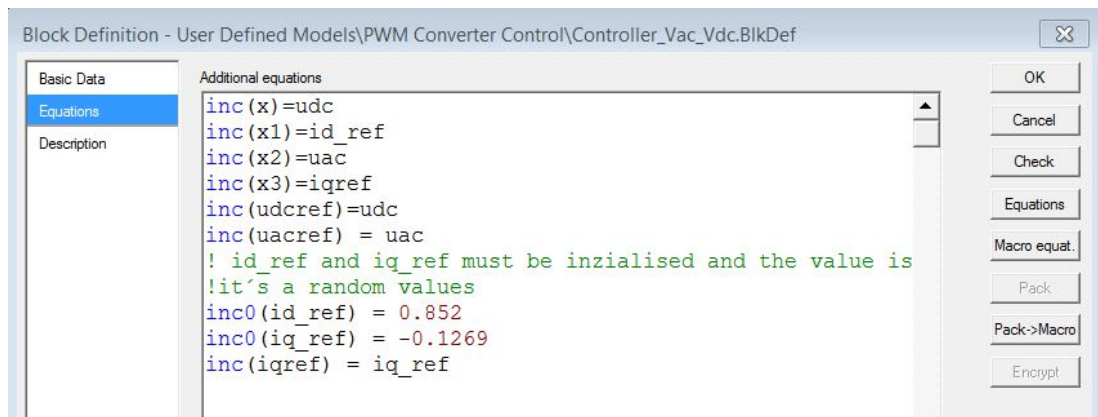 Block Definition - User Defined Models\PWM Converter Control\Controller_Vac_Vdc.BlkDef
Basic Data
Equations
Description
Additional equations
inc(x)=udc
inc(x1)=id_ref
inc(x2)=uac
inc(x3)=iqref
inc(udcref)=udc
inc(uacref) = uac
! id_ref and iq_ref must be inzialised and the value is
!it´s a random values
inc0(id_ref) = 0.852
inc0(iq_ref) = -0.1269
inc(iqref) = iq_ref
OK
Cancel
Check
Equations
Macro equat.
Pack
Pack->Macro
Encrypt